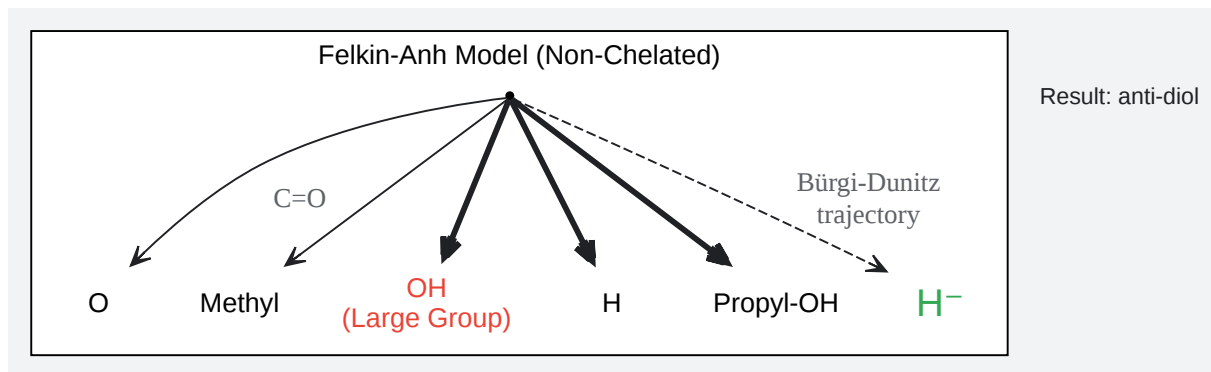 Felkin-Anh Model (Non-Chelated)
Result: anti-diol
C=O
Bürgi-Dunitz
trajectory
O
Methyl
OH
(Large Group)
H
Propyl-OH
H⁻